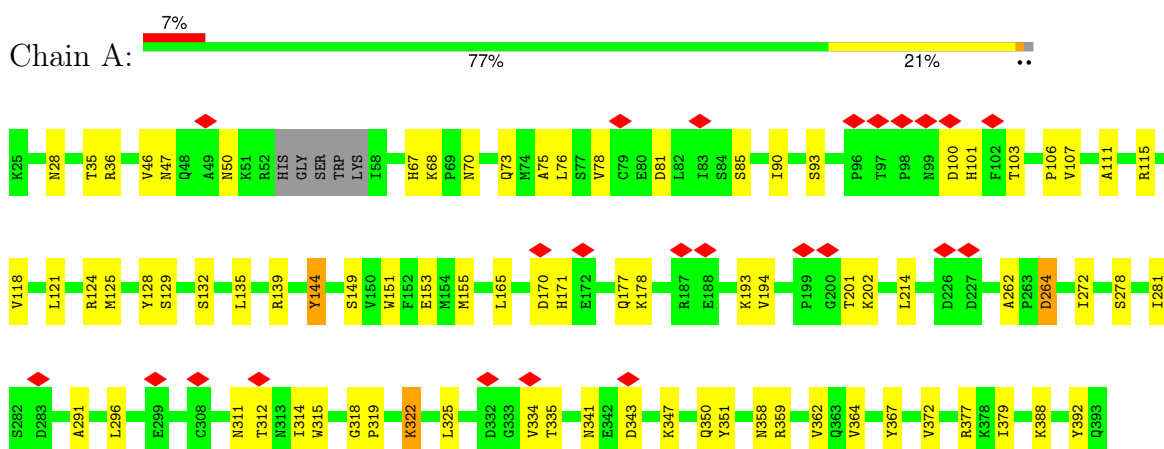 7%
Chain A:
77%
21%
••
K25 N28 T35 R36 V46 N47 Q48 A49 N50 K51 R52 HIS GLY SER TRP LYS I58 H67 K68 P69 N70 Q73 M74 A75 L76 S77 V78 C79 E80 D81 L82 I83 S84 S85 I90 S93 P96 T97 P98 N99 D100 H101 F102 T103 P106 V107 A111 R115
V118 L121 R124 M125 Y128 S129 S132 L135 R139 Y144 S149 V150 W151 F152 E153 M154 M155 L165 D170 H171 E172 Q177 K178 R187 E188 K193 V194 P199 G200 T201 K202 L214 D226 D227 A262 P263 D264 I272 S278 I281
S282 D283 A291 L296 E299 C308 N311 T312 N313 I314 W315 G318 P319 K322 L325 D332 G333 V334 T335 N341 E342 D343 K347 Q350 Y351 N358 R359 V362 Q363 V364 Y367 V372 R377 K378 I379 K388 Y392 Q393